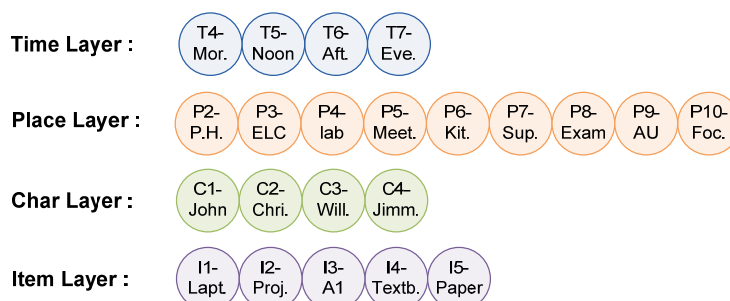 Time Layer :
T4-
Mor.
T5-
Noon
T6-
Aft.
T7-
Eve.
Place Layer :
P2-
P.H.
P3-
ELC
P4-
lab
P5-
Meet.
P6-
Kit.
P7-
Sup.
P8-
Exam
P9-
AU
P10-
Foc.
Char Layer :
C1-
John
C2-
Chri.
C3-
Will.
C4-
Jimm.
Item Layer :
I1-
Lapt.
I2-
Proj.
I3-
A1
I4-
Textb.
I5-
Paper